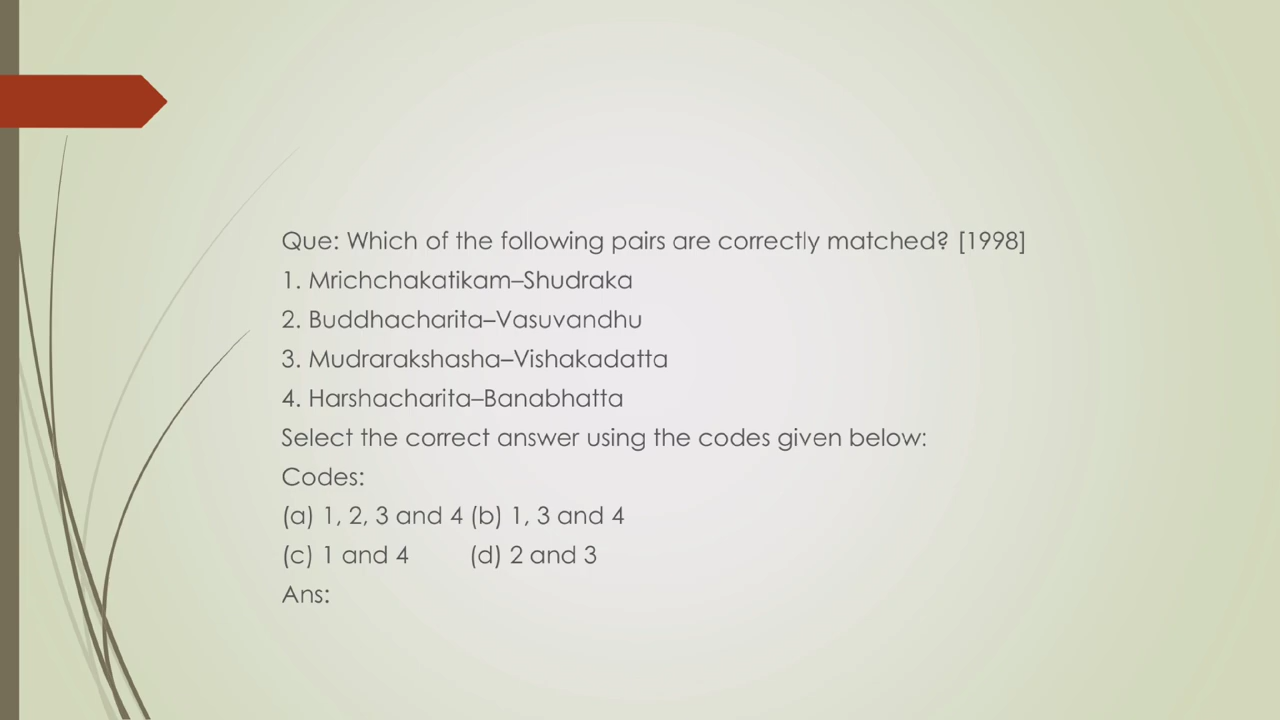 Que: Which of the following pairs are correctly matched? [1998]
1. Mrichchakatikam–Shudraka
2. Buddhacharita–Vasuvandhu
3. Mudrarakshasha–Vishakadatta
4. Harshacharita–Banabhatta
Select the correct answer using the codes given below:
Codes:
(a) 1, 2, 3 and 4 (b) 1, 3 and 4
(c) 1 and 4 (d) 2 and 3
Ans: